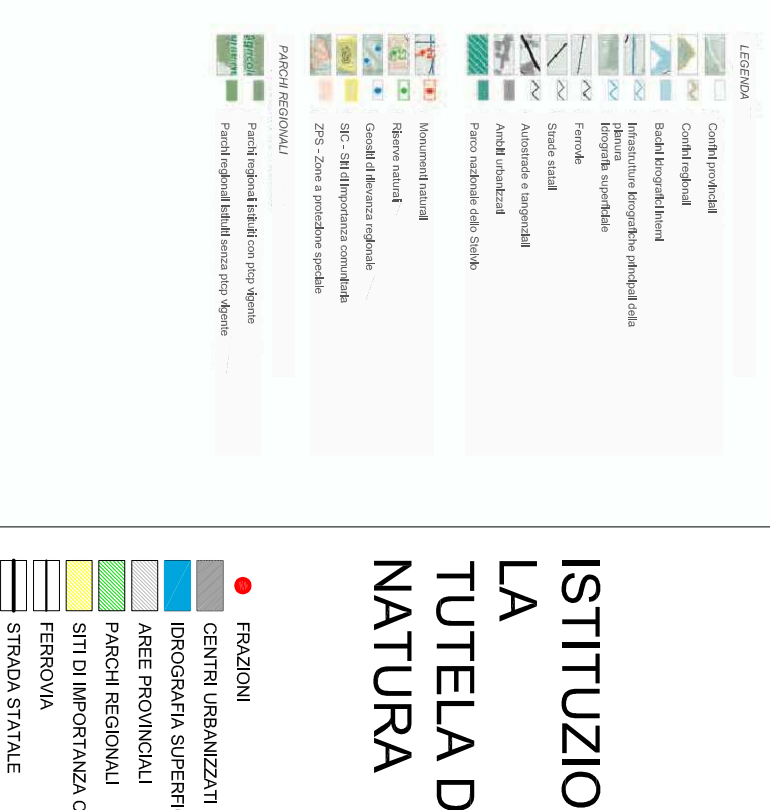 LEGENDA
Confini provinciali
Confini regionali
Bacini idrografici interni
Infrastrutture idrografiche principali della
pianura
Idrografia superficiale
Ferrovie
Strade statali
Autostrade e tangenziali
Ambiti urbanizzati
Parco nazionale dello Stelvio
Monumenti naturali
Riserve naturali
Geositi di rilevanza regionale
SIC - Siti di importanza comunitaria
ZPS - Zone a protezione speciale
PARCHI REGIONALI
Parchi regionali istituiti con ptcp vigente
Parchi regionali istituiti senza ptcp vigente
ISTITUZIO
LA
TUTELA D
NATURA
FRAZIONI
CENTRI URBANIZZATI
IDROGRAFIA SUPERFI
AREE PROVINCIALI
PARCHI REGIONALI
SITI DI IMPORTANZA C
FERROVIA
STRADA STATALE